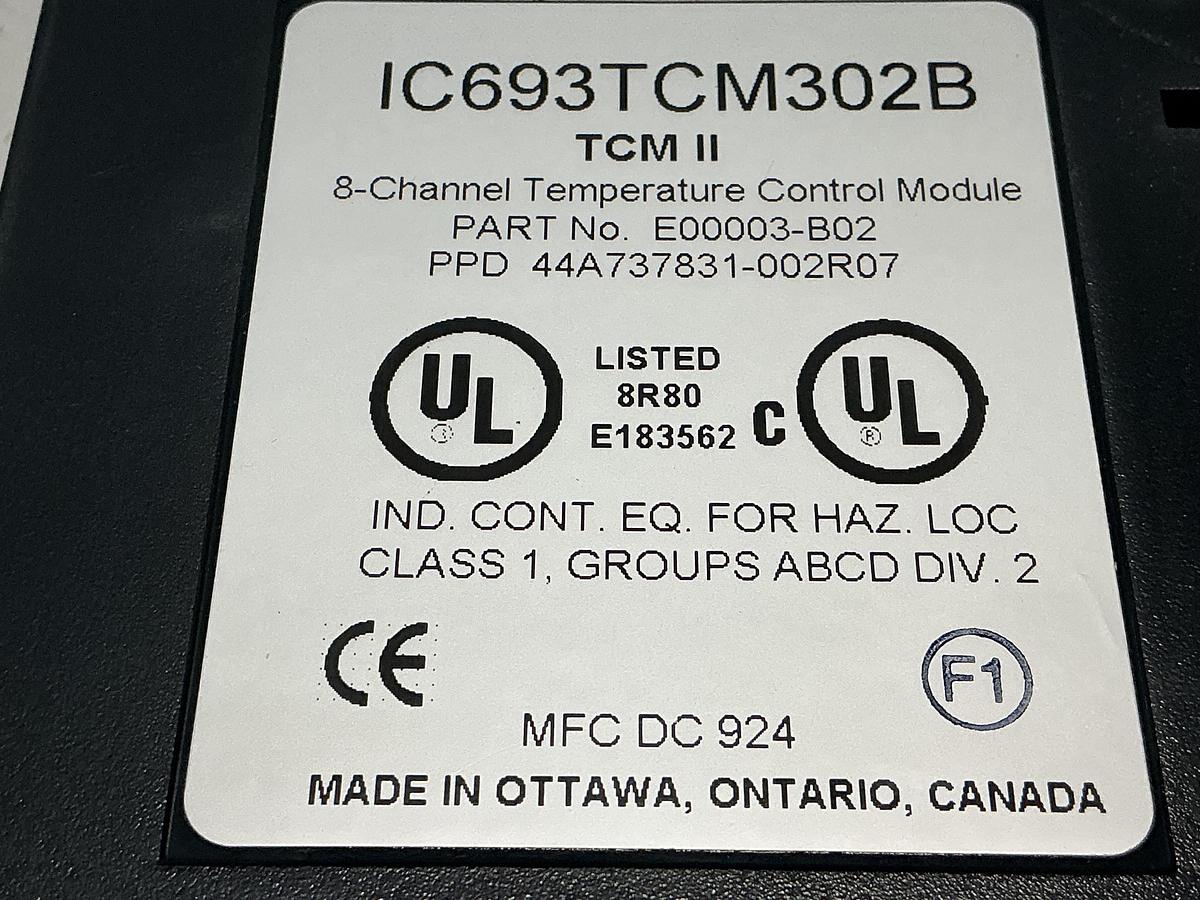 IC693TCM302B
TCM II
8-Channel Temperature Control Module
PART No. E00003-B02
PPD 44A737831-002R07
UL ® LISTED 8R80 E183562 C UL ®
IND. CONT. EQ. FOR HAZ. LOC
CLASS 1, GROUPS ABCD DIV. 2
CE
F1
MFC DC 924
MADE IN OTTAWA, ONTARIO, CANADA